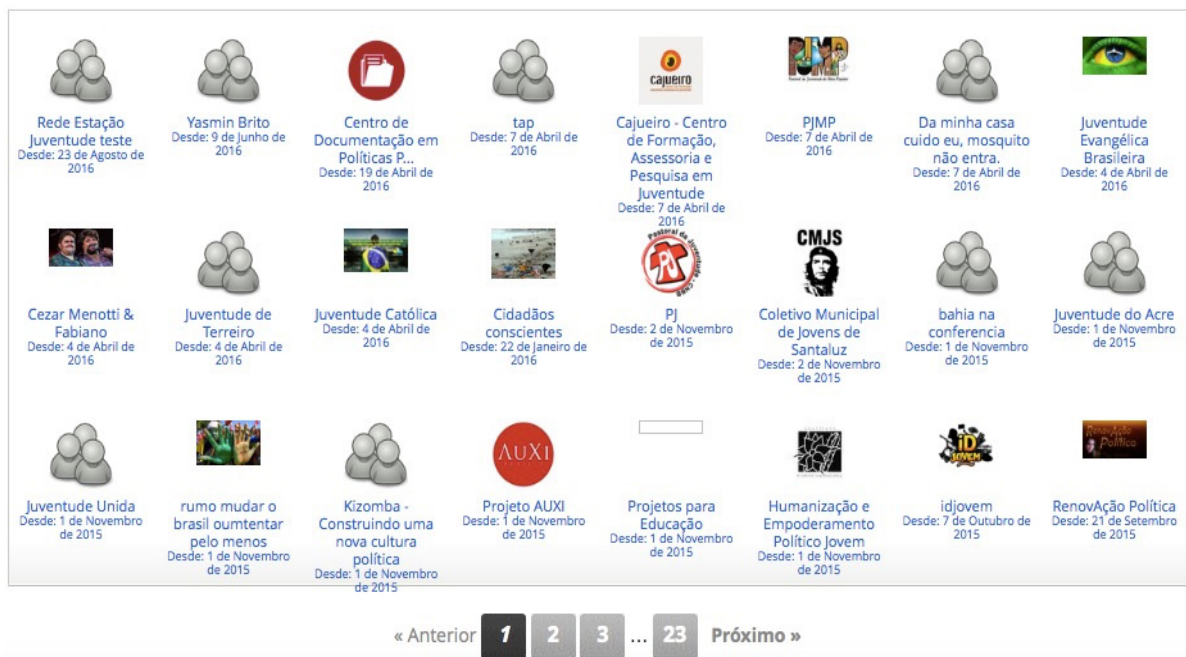 Rede Estação
Juventude teste
Desde: 23 de Agosto de
2016
Yasmin Brito
Desde: 9 de Junho de
2016
Centro de
Documentação em
Políticas P...
Desde: 19 de Abril de
2016
tap
Desde: 7 de Abril de
2016
cajueiro
Cajueiro - Centro
de Formação,
Assessoria e
Pesquisa em
Juventude
Desde: 7 de Abril de
2016
PJMP
PJMP
Desde: 7 de Abril de
2016
Da minha casa
cuido eu, mosquito
não entra.
Desde: 7 de Abril de
2016
Juventude
Evangélica
Brasileira
Desde: 4 de Abril de
2016
Cezar Menotti &
Fabiano
Desde: 4 de Abril de
2016
Juventude de
Terreiro
Desde: 4 de Abril de
2016
Juventude Católica
Desde: 4 de Abril de
2016
Cidadãos
conscientes
Desde: 22 de Janeiro de
2016
Pastoral da Juventude - CNBB
PJ
PJ
Desde: 2 de Novembro
de 2015
CMJS
Coletivo Municipal
de Jovens de
Santaluz
Desde: 2 de Novembro
de 2015
bahia na
conferencia
Desde: 1 de Novembro
de 2015
Juventude do Acre
Desde: 1 de Novembro
de 2015
Juventude Unida
Desde: 1 de Novembro
de 2015
rumo mudar o
brasil oumtentar
pelo menos
Desde: 1 de Novembro
de 2015
Kizomba -
Construindo uma
nova cultura
política
Desde: 1 de Novembro
de 2015
AUXI
Projeto AUXI
Desde: 1 de Novembro
de 2015
Projetos para
Educação
Desde: 1 de Novembro
de 2015
Humanização e
Empoderamento
Político Jovem
Desde: 1 de Novembro
de 2015
iD
JOVEM
idjovem
Desde: 7 de Outubro de
2015
RenovAção
Político
RenovAção Política
Desde: 21 de Setembro
de 2015
« Anterior 1 2 3 ... 23 Próximo »